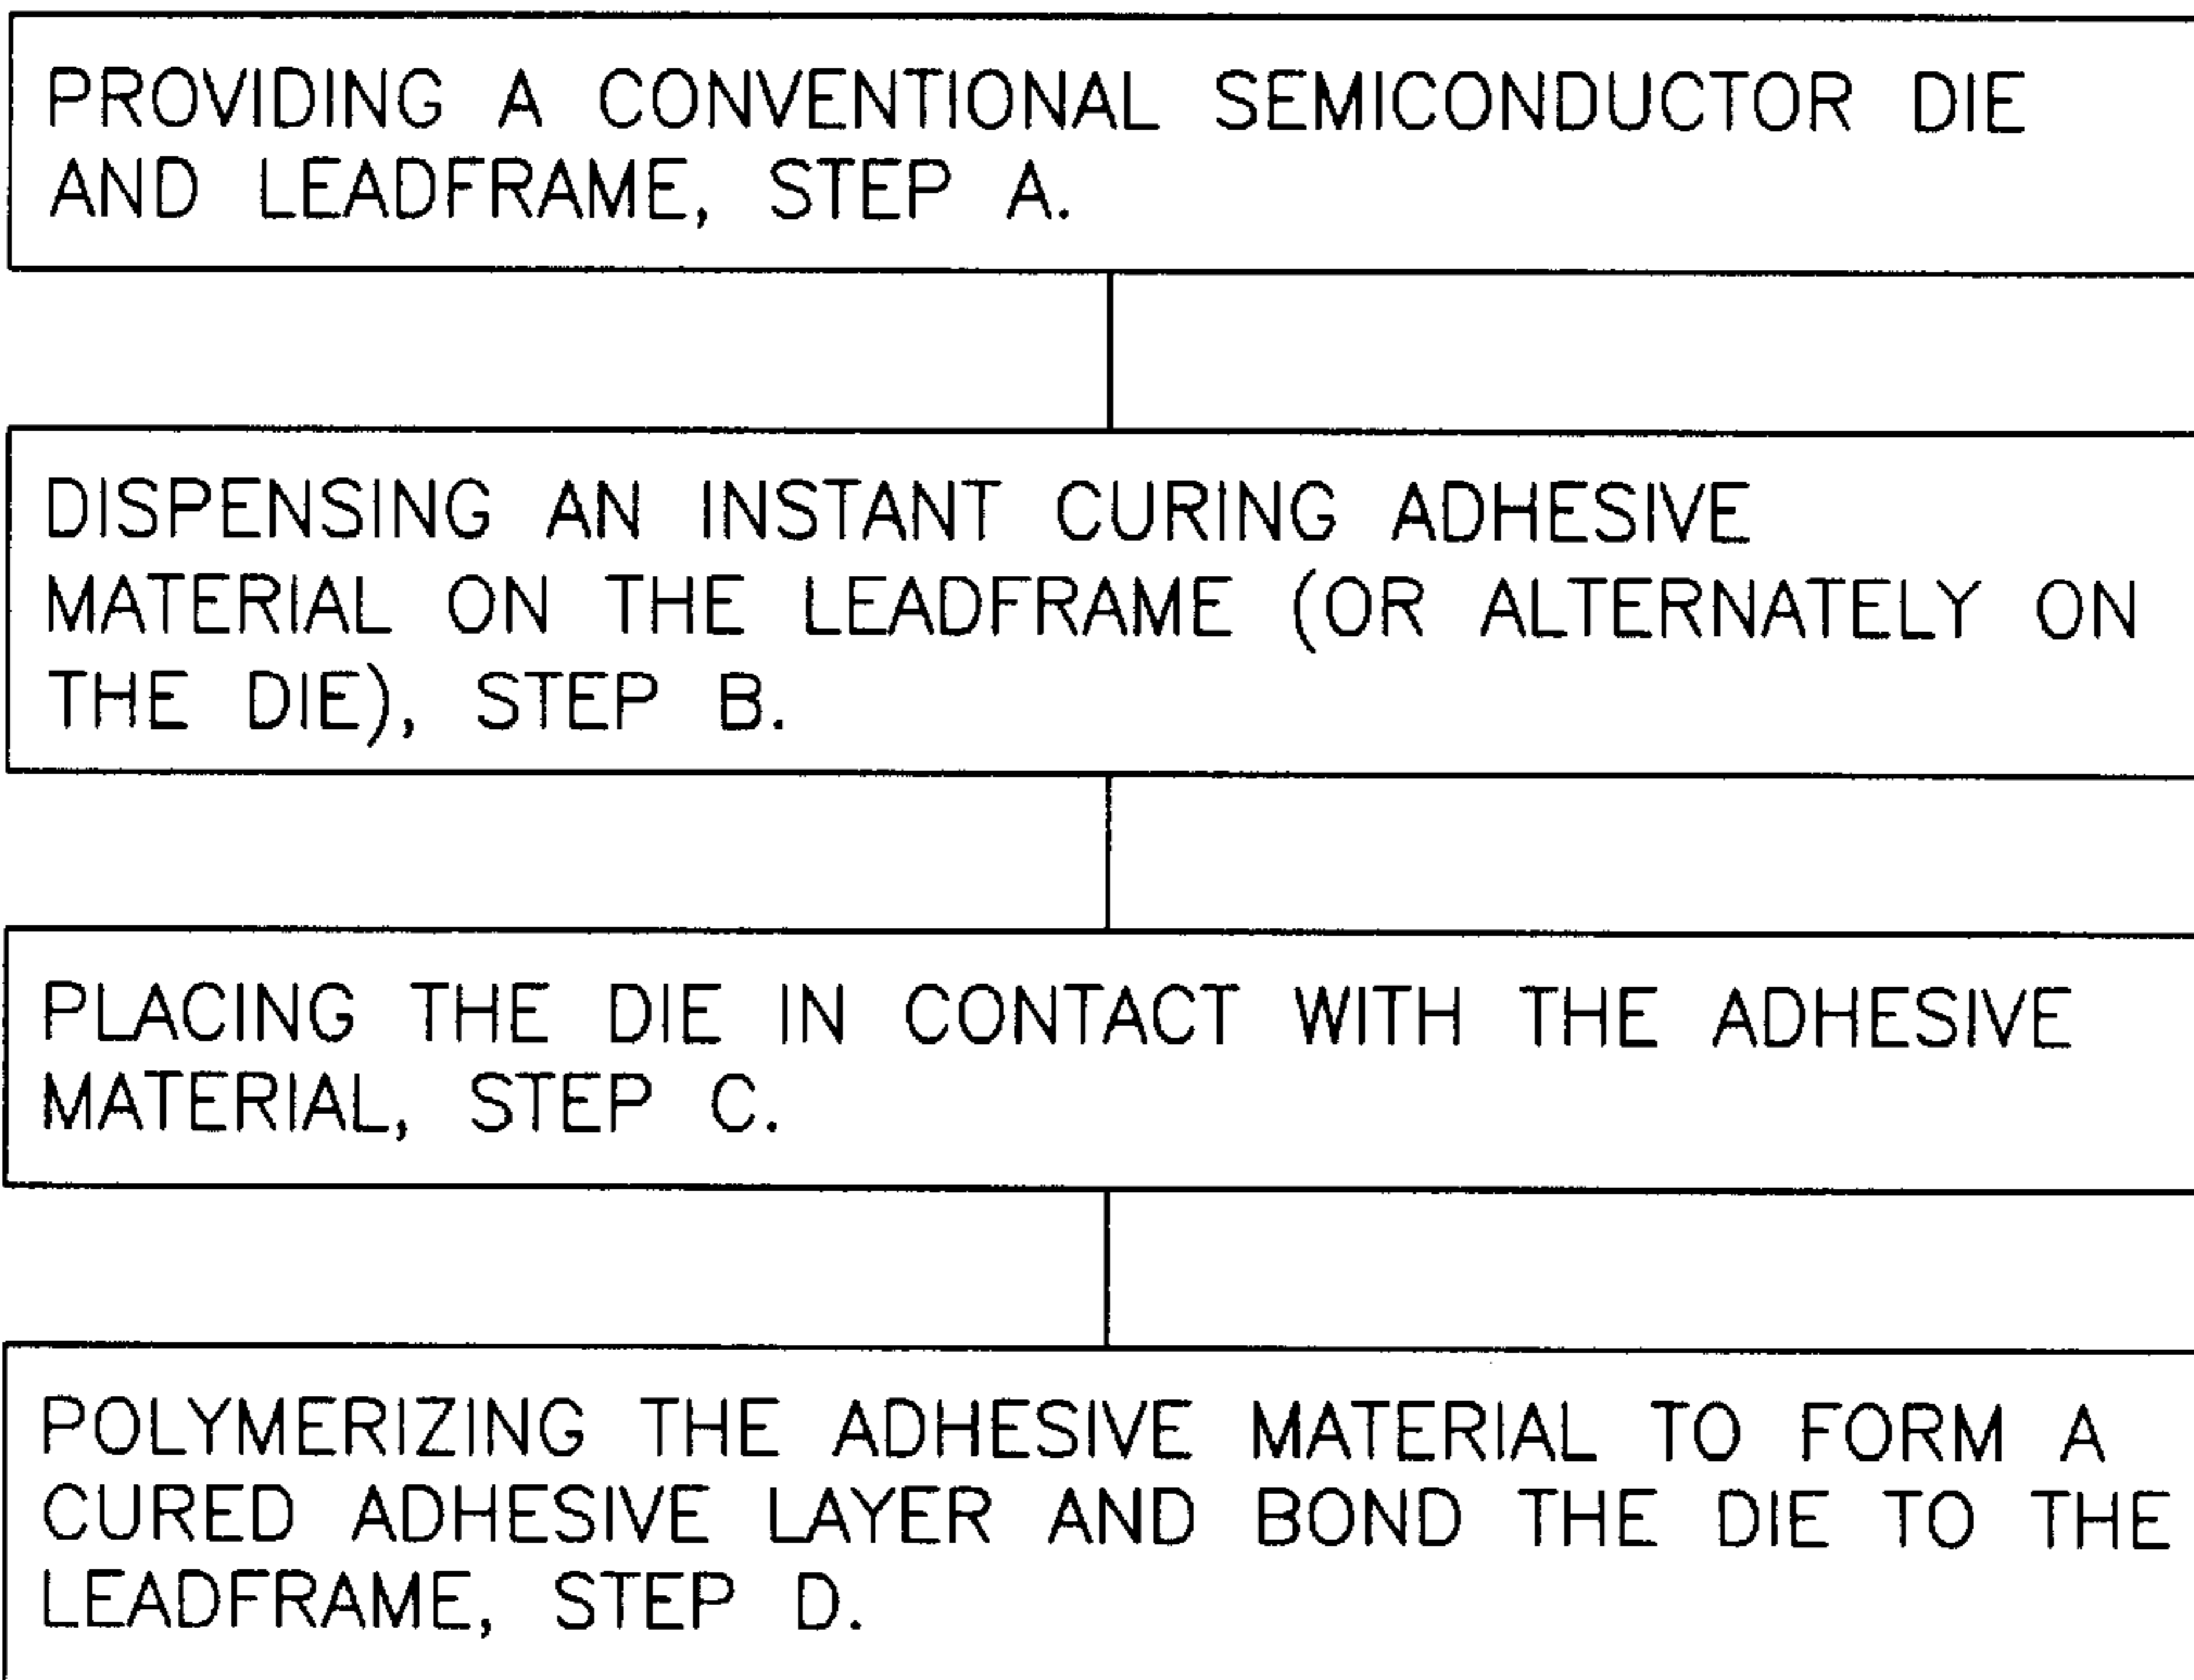 PROVIDING A CONVENTIONAL SEMICONDUCTOR DIE
AND LEADFRAME, STEP A.
DISPENSING AN INSTANT CURING ADHESIVE
MATERIAL ON THE LEADFRAME (OR ALTERNATELY ON
THE DIE), STEP B.
PLACING THE DIE IN CONTACT WITH THE ADHESIVE
MATERIAL, STEP C.
POLYMERIZING THE ADHESIVE MATERIAL TO FORM A
CURED ADHESIVE LAYER AND BOND THE DIE TO THE
LEADFRAME, STEP D.